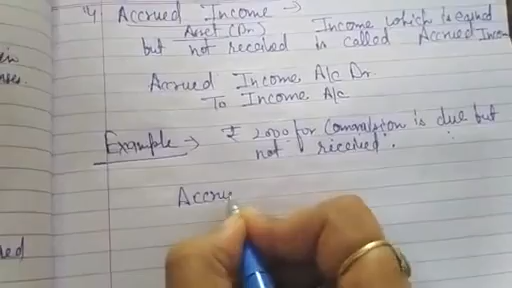 4) Accrued Income → Income which is earned
Asset (Dr)
but not received is called Accrued Incom
Accrued Income A/c Dr.
To Income A/c
Example → ₹ 2000 for Commission is due but
not received.
Accru